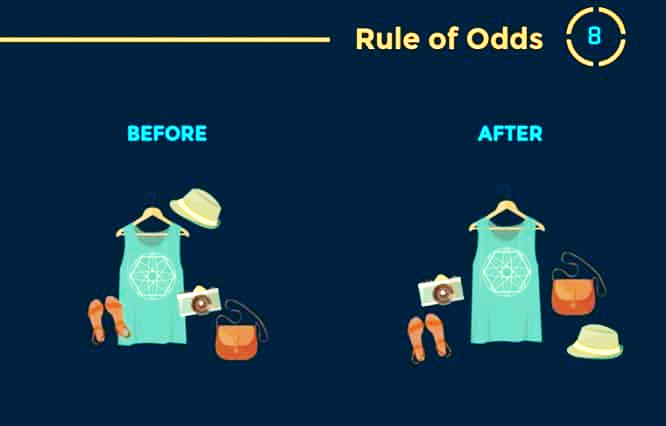 Rule of Odds 8
BEFORE
AFTER